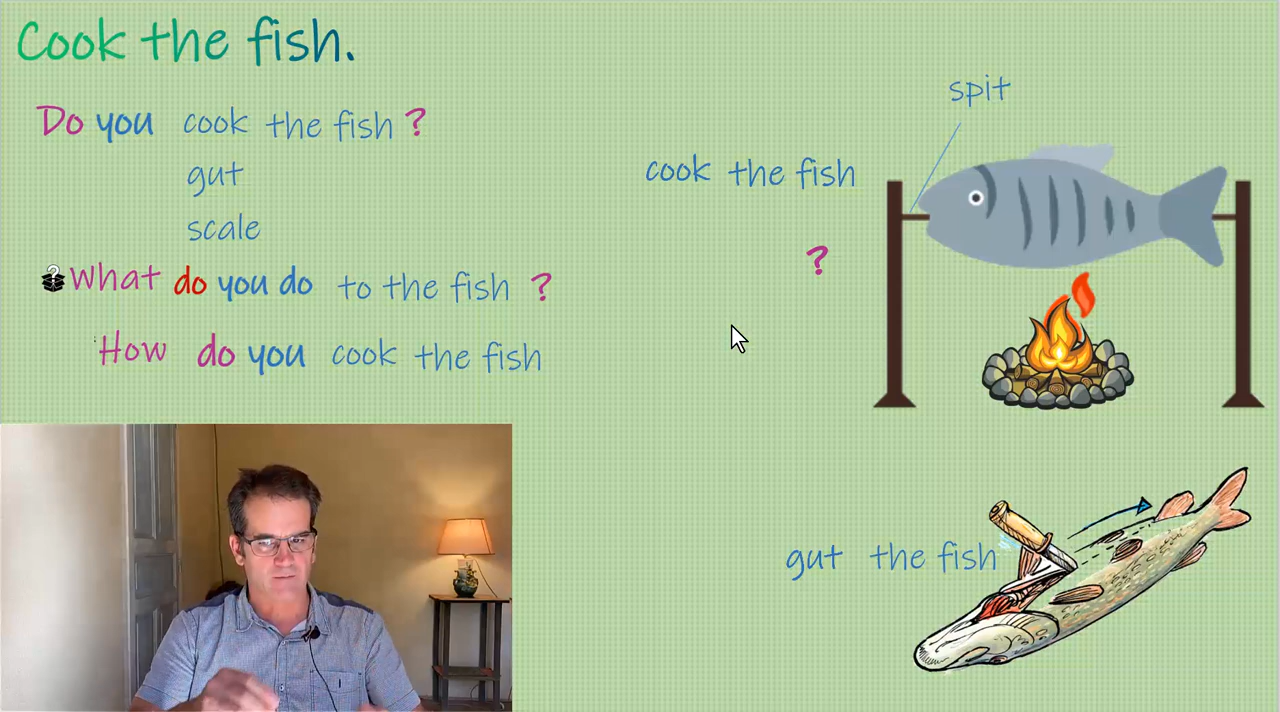 Cook the fish.
Do you cook the fish ?
gut
scale
What do you do to the fish ?
How do you cook the fish
spit
cook the fish
?
gut the fish